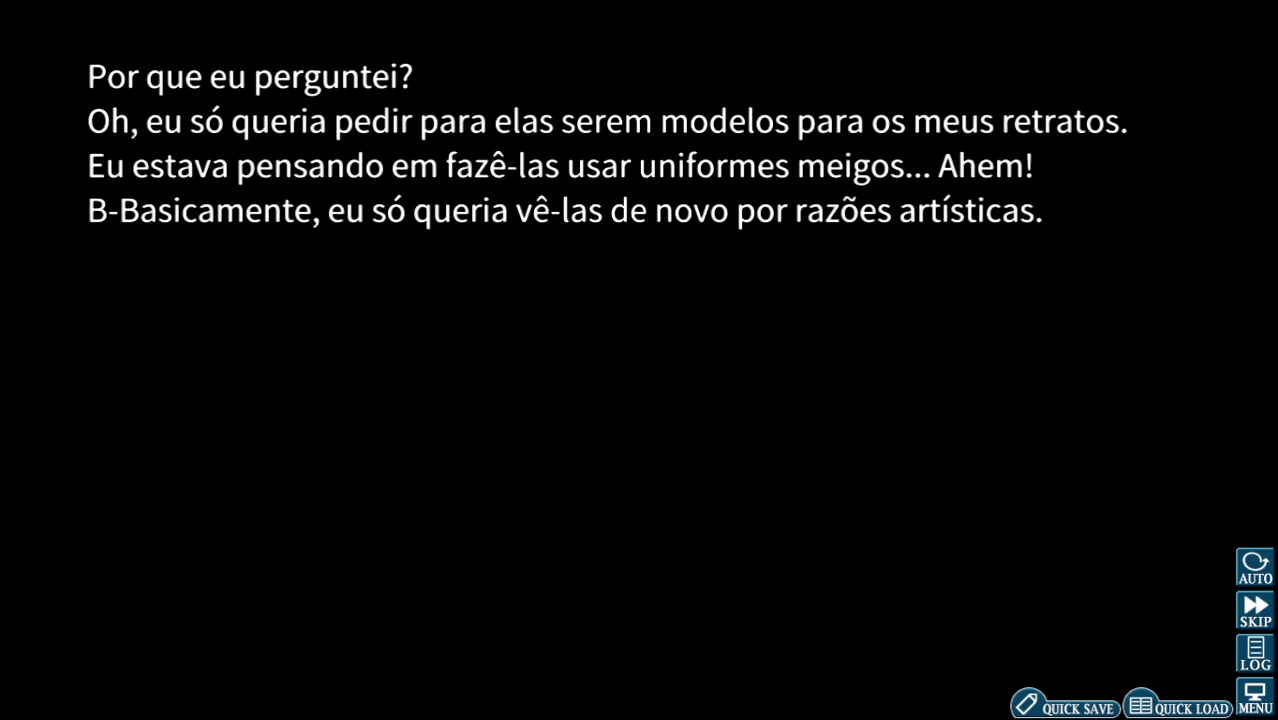 Por que eu perguntei?
Oh, eu só queria pedir para elas serem modelos para os meus retratos.
Eu estava pensando em fazê-las usar uniformes meigos... Ahem!
B-Basicamente, eu só queria vê-las de novo por razões artísticas.
AUTO
SKIP
LOG
QUICK SAVE
QUICK LOAD
MENU